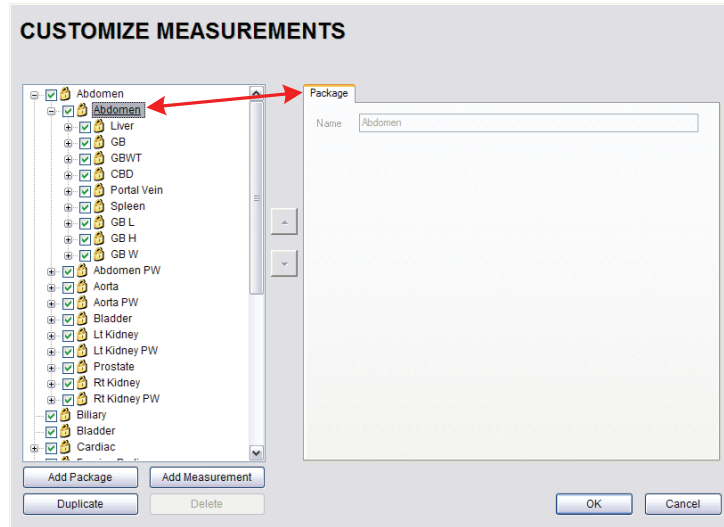 CUSTOMIZE MEASUREMENTS
Abdomen
Abdomen
Liver
GB
GBWT
CBD
Portal Vein
Spleen
GB L
GB H
GB W
Abdomen PW
Aorta
Aorta PW
Bladder
Lt Kidney
Lt Kidney PW
Prostate
Rt Kidney
Rt Kidney PW
Biliary
Bladder
Cardiac
Package
Name Abdomen
Add Package Add Measurement
Duplicate Delete
OK Cancel